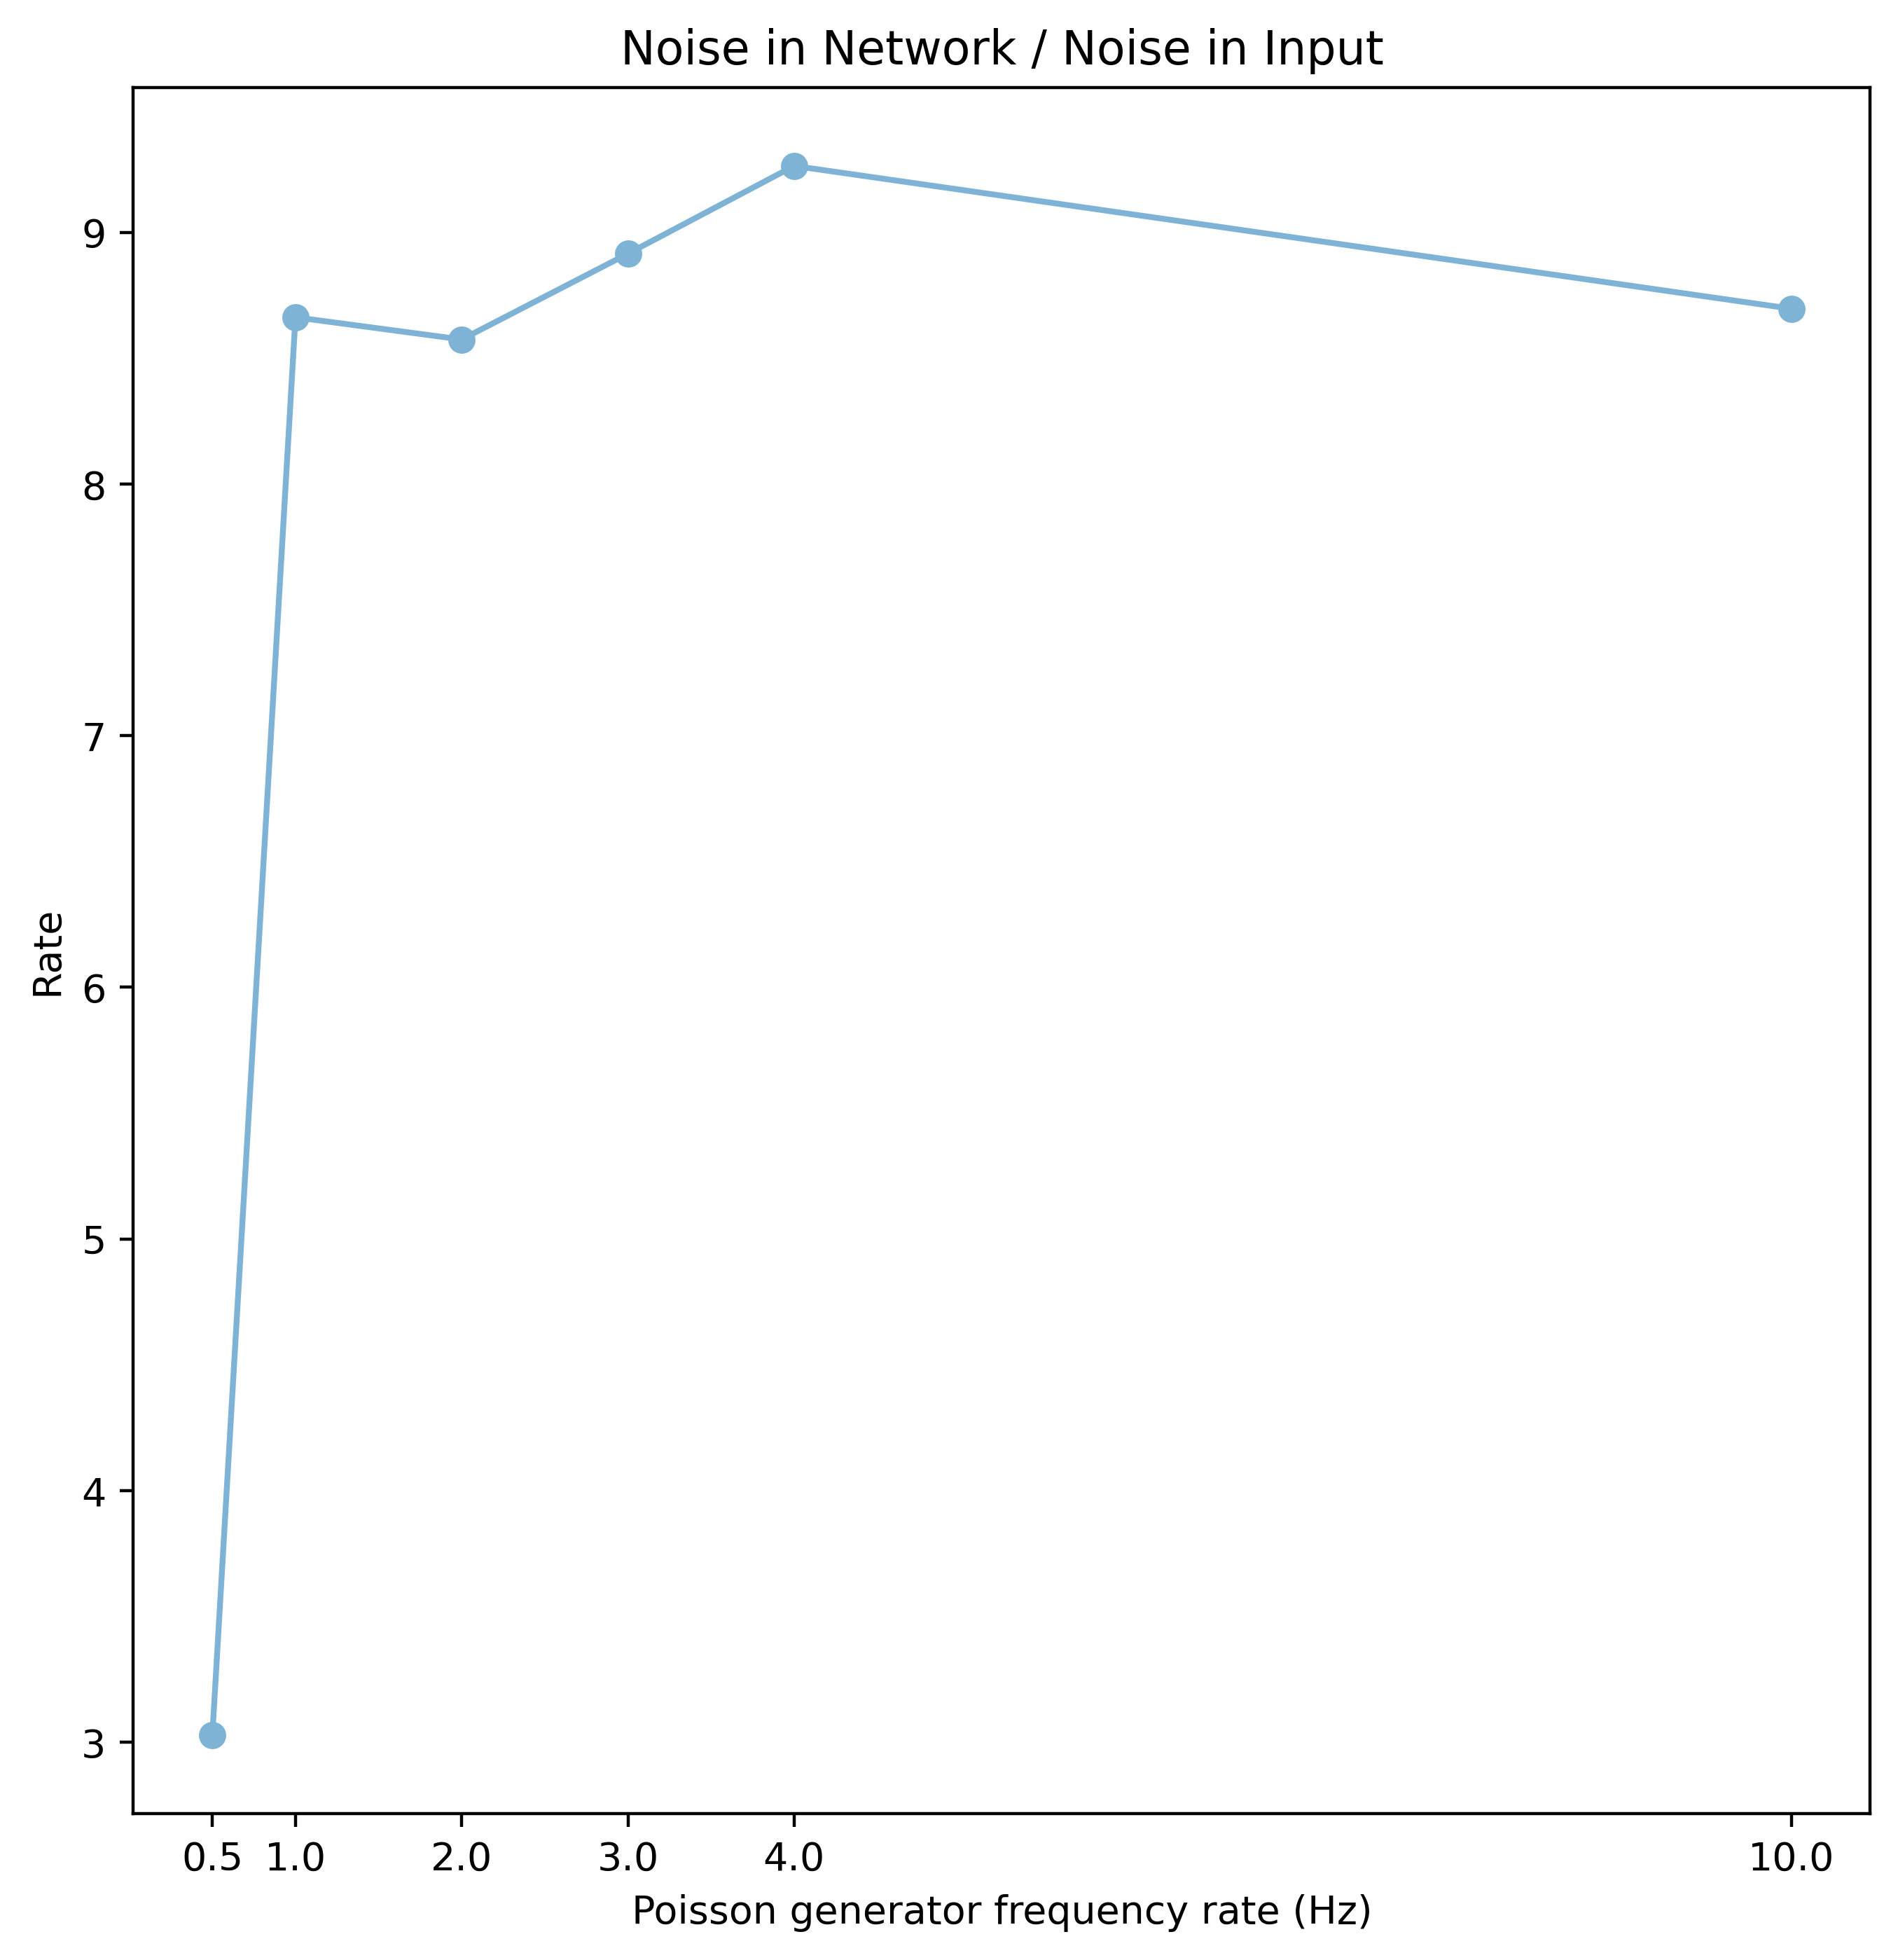 Noise in Network / Noise in Input
9
8
7
6
5
4
3
Rate
0.5 1.0 2.0 3.0 4.0 10.0
Poisson generator frequency rate (Hz)